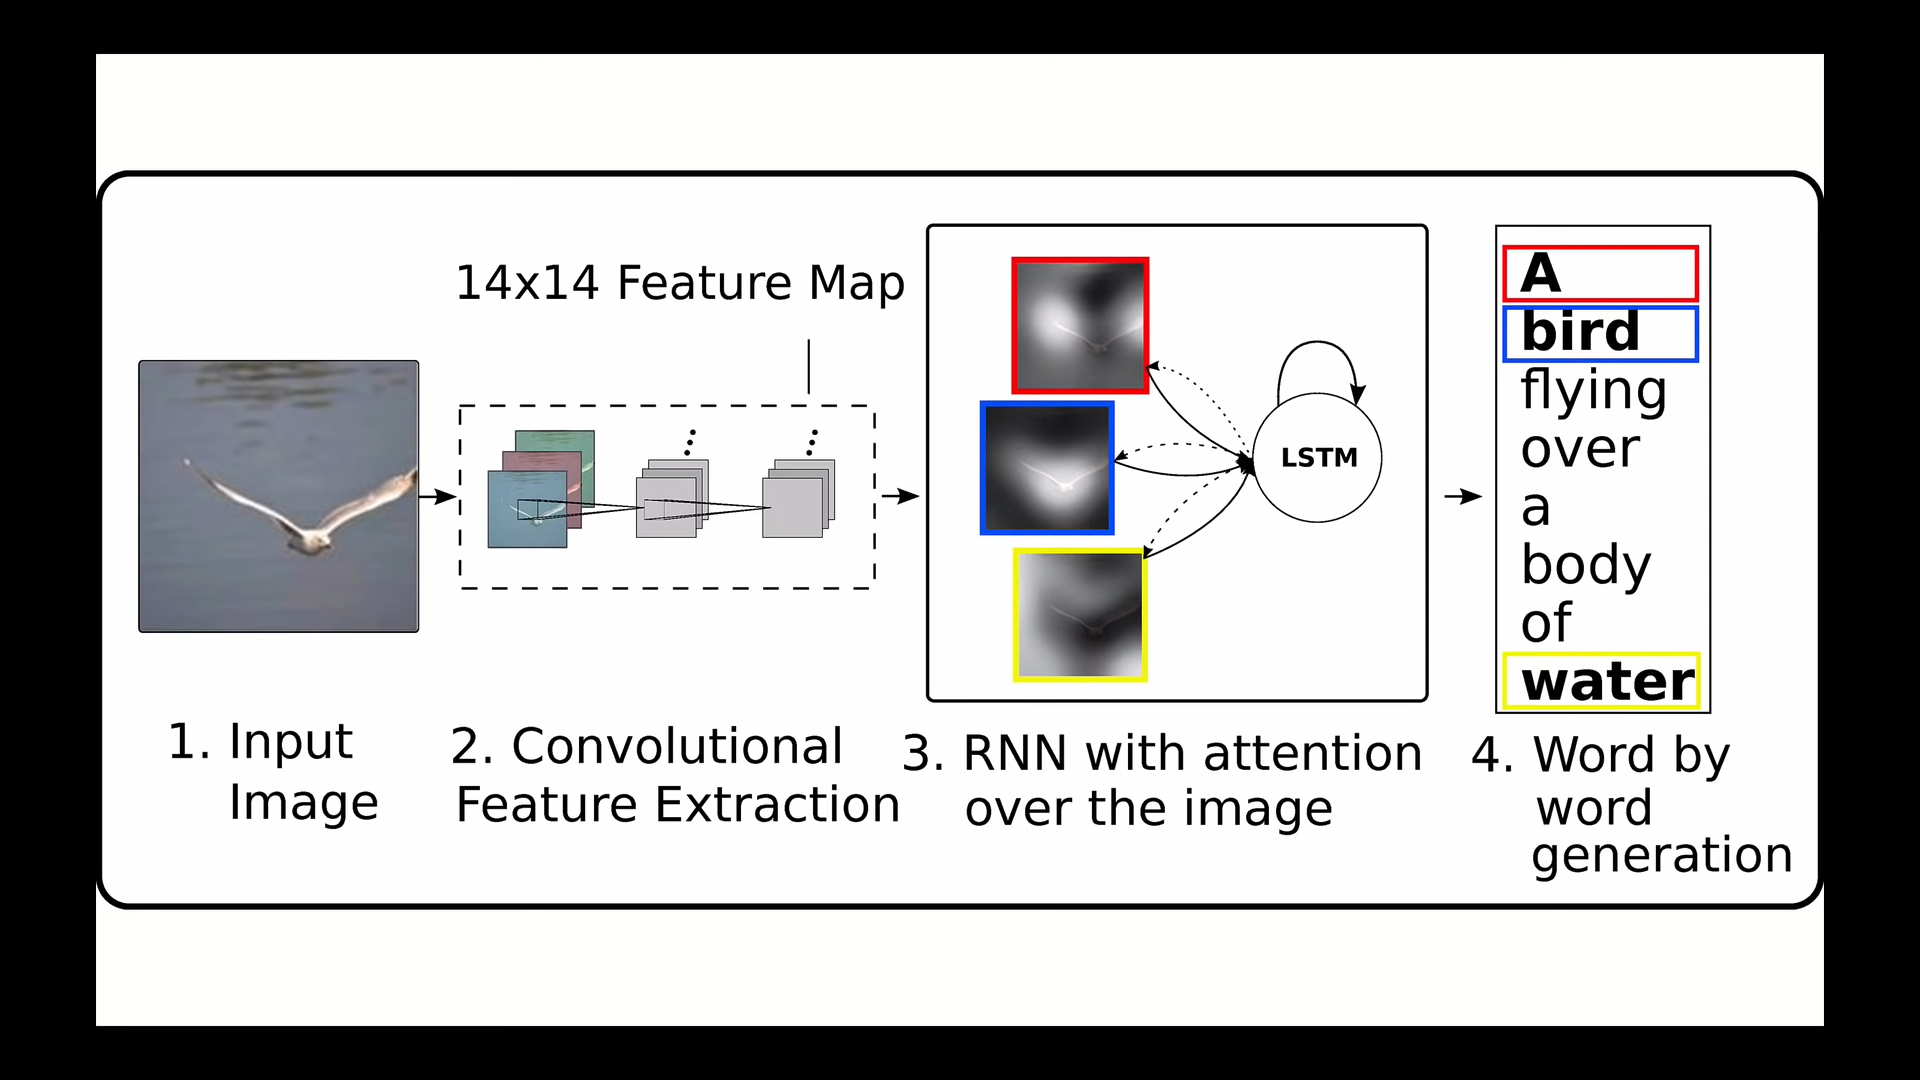 14x14 Feature Map
LSTM
A
bird
flying
over
a
body
of
water
1. Input
Image
2. Convolutional
Feature Extraction
3. RNN with attention
over the image
4. Word by
word
generation